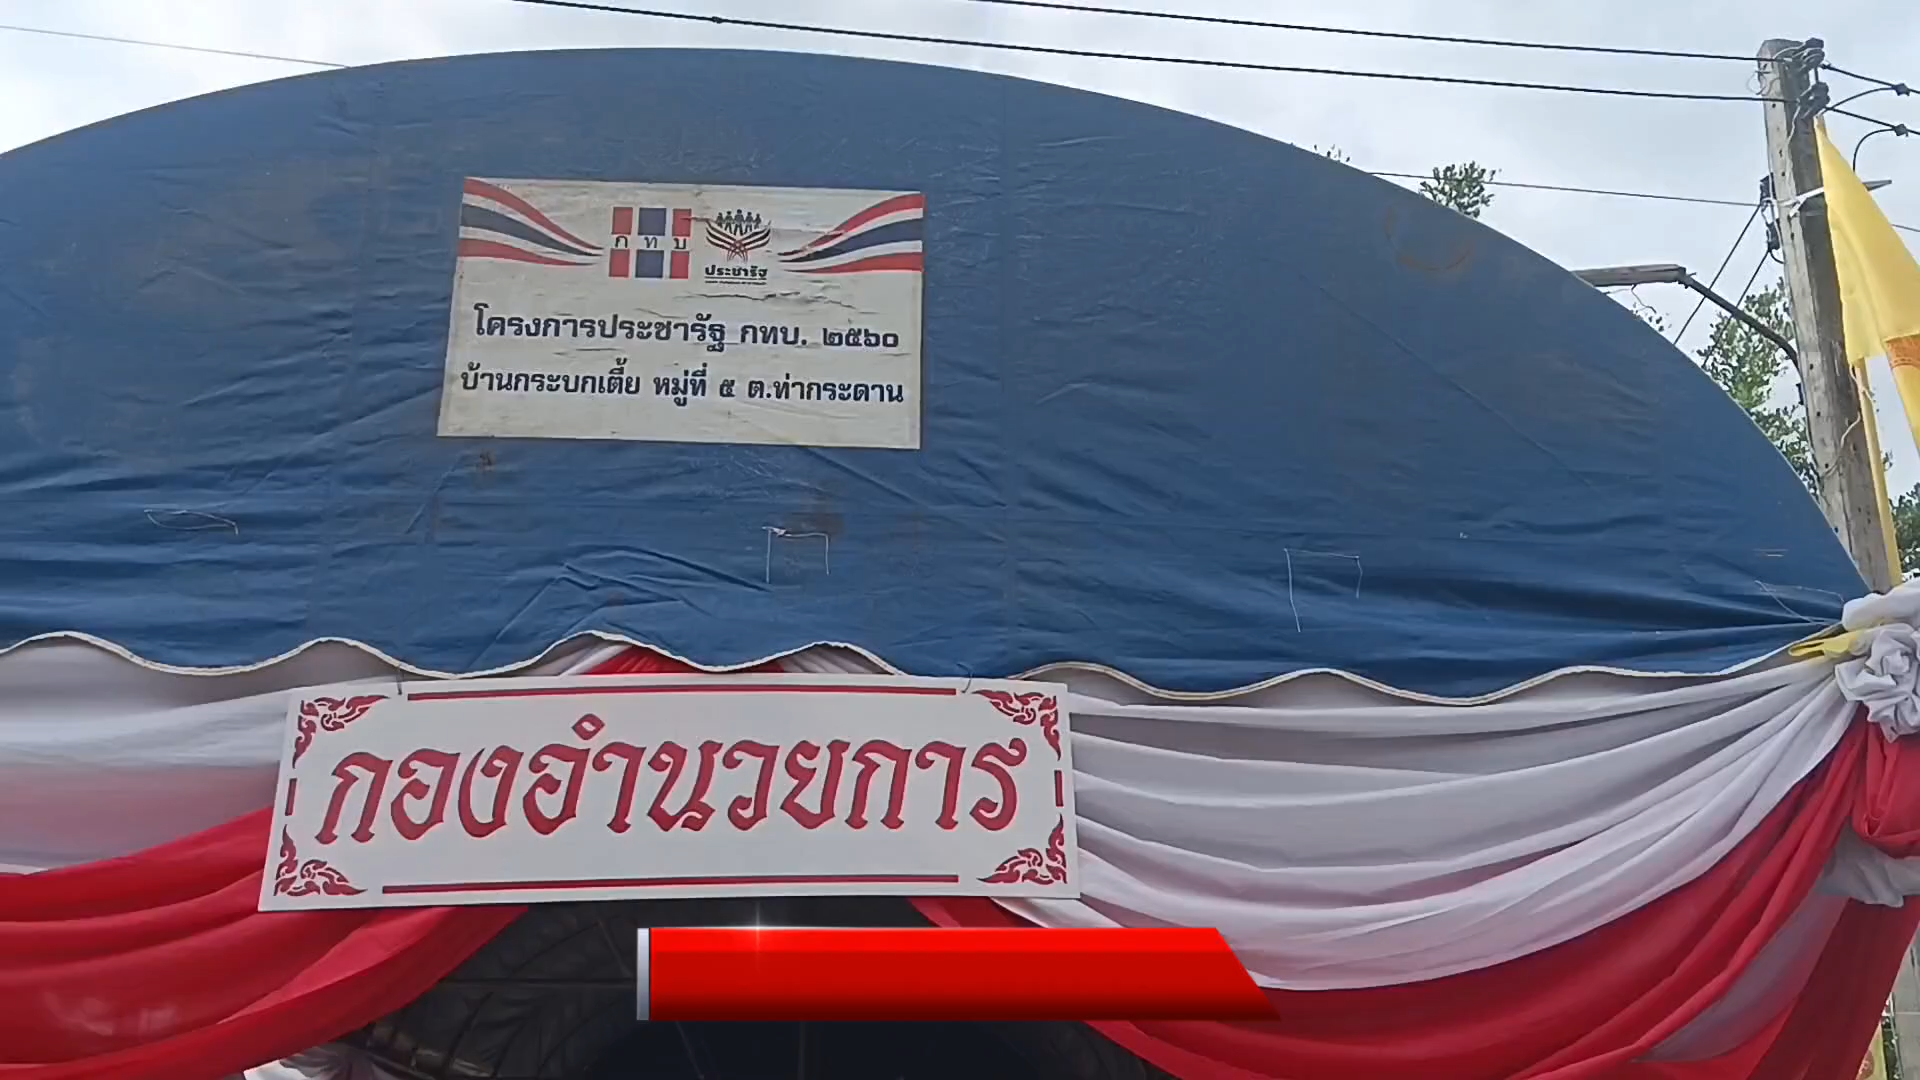 ก ท บ
ประชารัฐ
โครงการประชารัฐ กทบ. ๒๕๖๐
บ้านกระบกเตี้ย หมู่ที่ ๕ ต.ท่ากระดาน
กองอำนวยการ